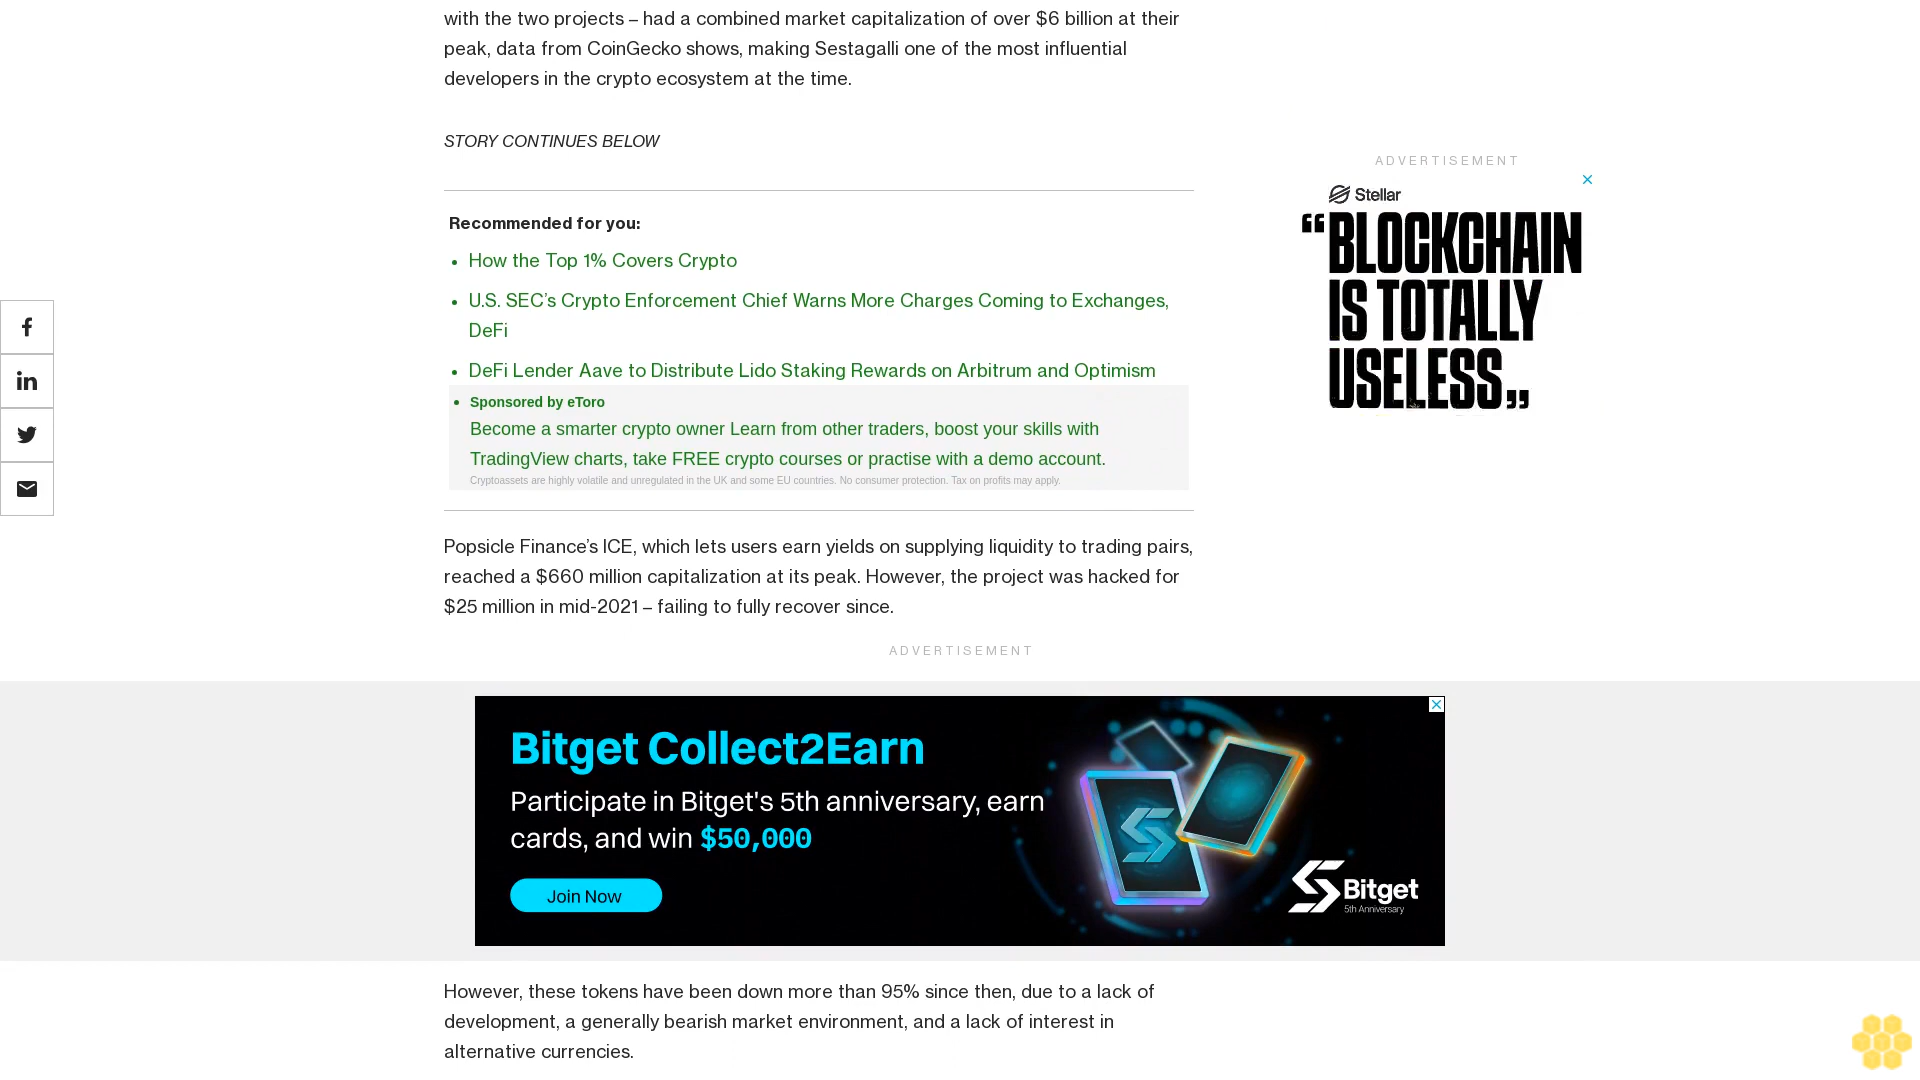 with the two projects – had a combined market capitalization of over $6 billion at their
peak, data from CoinGecko shows, making Sestagalli one of the most influential
developers in the crypto ecosystem at the time.
STORY CONTINUES BELOW
Recommended for you:
• How the Top 1% Covers Crypto
• U.S. SEC’s Crypto Enforcement Chief Warns More Charges Coming to Exchanges,
DeFi
• DeFi Lender Aave to Distribute Lido Staking Rewards on Arbitrum and Optimism
• Sponsored by eToro
Become a smarter crypto owner Learn from other traders, boost your skills with
TradingView charts, take FREE crypto courses or practise with a demo account.
Cryptoassets are highly volatile and unregulated in the UK and some EU countries. No consumer protection. Tax on profits may apply.
Popsicle Finance’s ICE, which lets users earn yields on supplying liquidity to trading pairs,
reached a $660 million capitalization at its peak. However, the project was hacked for
$25 million in mid-2021 – failing to fully recover since.
ADVERTISEMENT
Stellar
“BLOCKCHAIN
IS TOTALLY
USELESS„
ADVERTISEMENT
Bitget Collect2Earn
Participate in Bitget's 5th anniversary, earn
cards, and win $50,000
Join Now
Bitget
5th Anniversary
However, these tokens have been down more than 95% since then, due to a lack of
development, a generally bearish market environment, and a lack of interest in
alternative currencies.